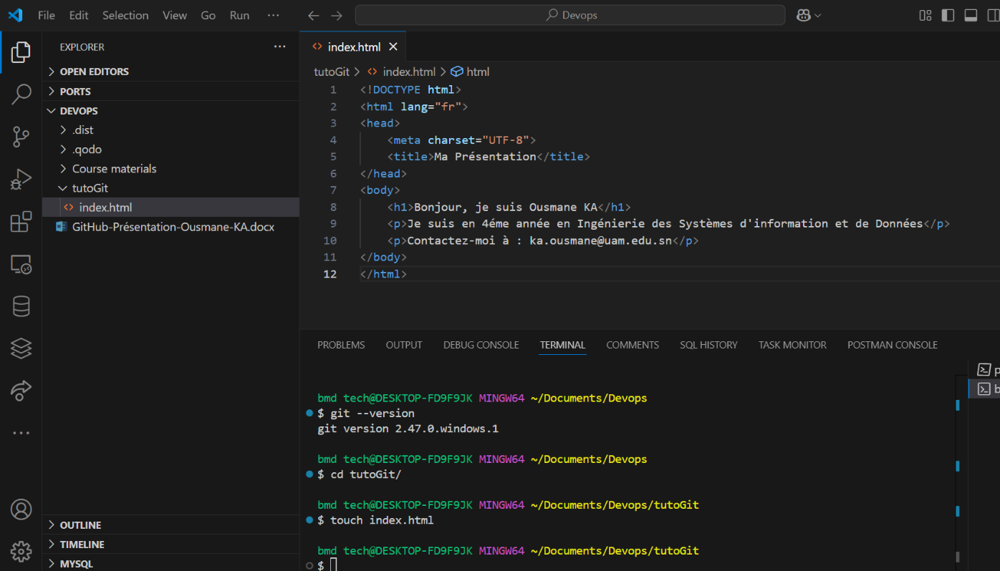 File Edit Selection View Go Run ···
Devops
EXPLORER
OPEN EDITORS
PORTS
DEVOPS
.dist
.qodo
Course materials
tutoGit
index.html
GitHub-Présentation-Ousmane-KA.docx
OUTLINE
TIMELINE
MYSQL
index.html
tutoGit > index.html > html
1 <!DOCTYPE html>
2 <html lang="fr">
3 <head>
4 <meta charset="UTF-8">
5 <title>Ma Présentation</title>
6 </head>
7 <body>
8 <h1>Bonjour, je suis Ousmane KA</h1>
9 <p>Je suis en 4éme année en Ingénierie des Systèmes d'information et de Données</p>
10 <p>Contactez-moi à : ka.ousmane@uam.edu.sn</p>
11 </body>
12 </html>
PROBLEMS OUTPUT DEBUG CONSOLE TERMINAL COMMENTS SQL HISTORY TASK MONITOR POSTMAN CONSOLE
bmd tech@DESKTOP-FD9F9JK MINGW64 ~/Documents/Devops
$ git --version
git version 2.47.0.windows.1
bmd tech@DESKTOP-FD9F9JK MINGW64 ~/Documents/Devops
$ cd tutoGit/
bmd tech@DESKTOP-FD9F9JK MINGW64 ~/Documents/Devops/tutoGit
$ touch index.html
bmd tech@DESKTOP-FD9F9JK MINGW64 ~/Documents/Devops/tutoGit
$